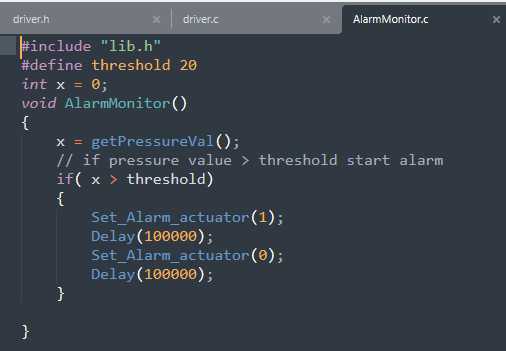 driver.h × driver.c × AlarmMonitor.c ×
#include "lib.h"
#define threshold 20
int x = 0;
void AlarmMonitor()
{
x = getPressureVal();
// if pressure value > threshold start alarm
if( x > threshold)
{
Set_Alarm_actuator(1);
Delay(100000);
Set_Alarm_actuator(0);
Delay(100000);
}
}